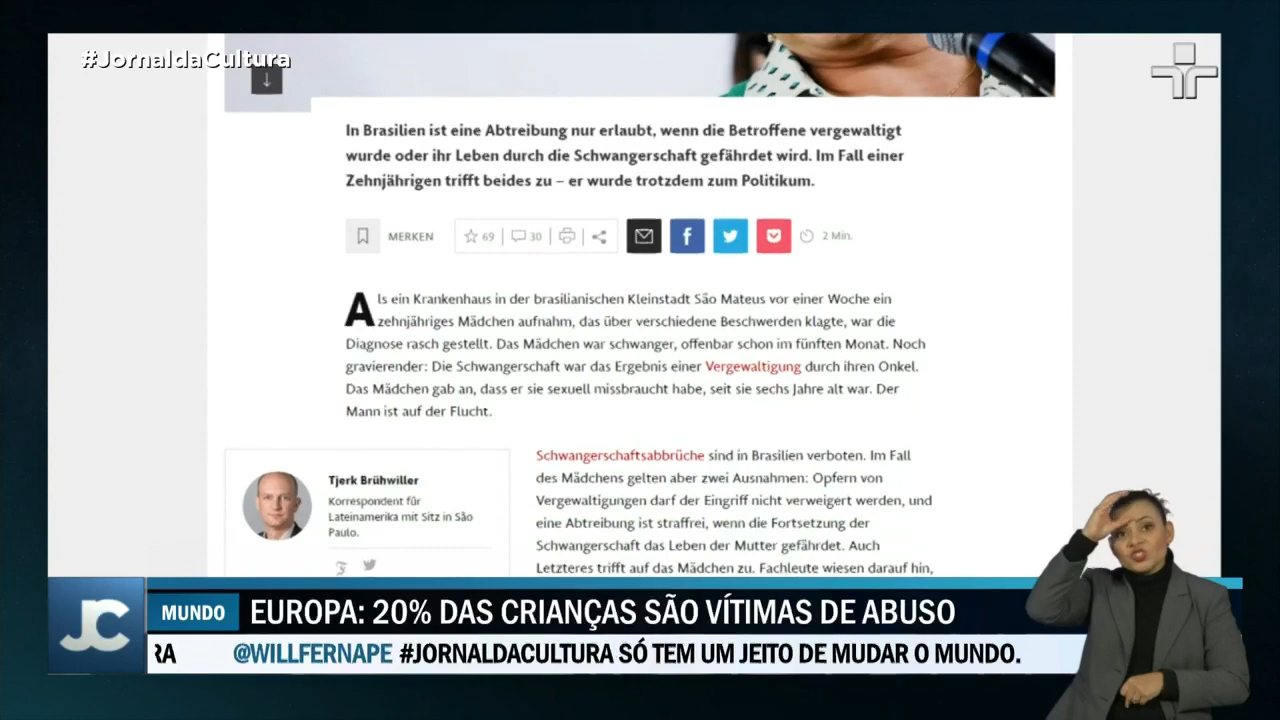 #JornaldaCultura
In Brasilien ist eine Abtreibung nur erlaubt, wenn die Betroffene vergewaltigt
wurde oder ihr Leben durch die Schwangerschaft gefährdet wird. Im Fall einer
Zehnjährigen trifft beides zu – er wurde trotzdem zum Politikum.
MERKEN 69 30 2 Min.
Als ein Krankenhaus in der brasilianischen Kleinstadt São Mateus vor einer Woche ein
zehnjähriges Mädchen aufnahm, das über verschiedene Beschwerden klagte, war die
Diagnose rasch gestellt. Das Mädchen war schwanger, offenbar schon im fünften Monat. Noch
gravierender: Die Schwangerschaft war das Ergebnis einer Vergewaltigung durch ihren Onkel.
Das Mädchen gab an, dass er sie sexuell missbraucht habe, seit sie sechs Jahre alt war. Der
Mann ist auf der Flucht.
Tjerk Brühwiller
Korrespondent für
Lateinamerika mit Sitz in São
Paulo.
Schwangerschaftsabbrüche sind in Brasilien verboten. Im Fall
des Mädchens gelten aber zwei Ausnahmen: Opfern von
Vergewaltigungen darf der Eingriff nicht verweigert werden, und
eine Abtreibung ist straffrei, wenn die Fortsetzung der
Schwangerschaft das Leben der Mutter gefährdet. Auch
Letzteres trifft auf das Mädchen zu. Fachleute wiesen darauf hin,
JC MUNDO EUROPA: 20% DAS CRIANÇAS SÃO VÍTIMAS DE ABUSO
RA @WILLFERNAPE #JORNALDACULTURA SÓ TEM UM JEITO DE MUDAR O MUNDO.